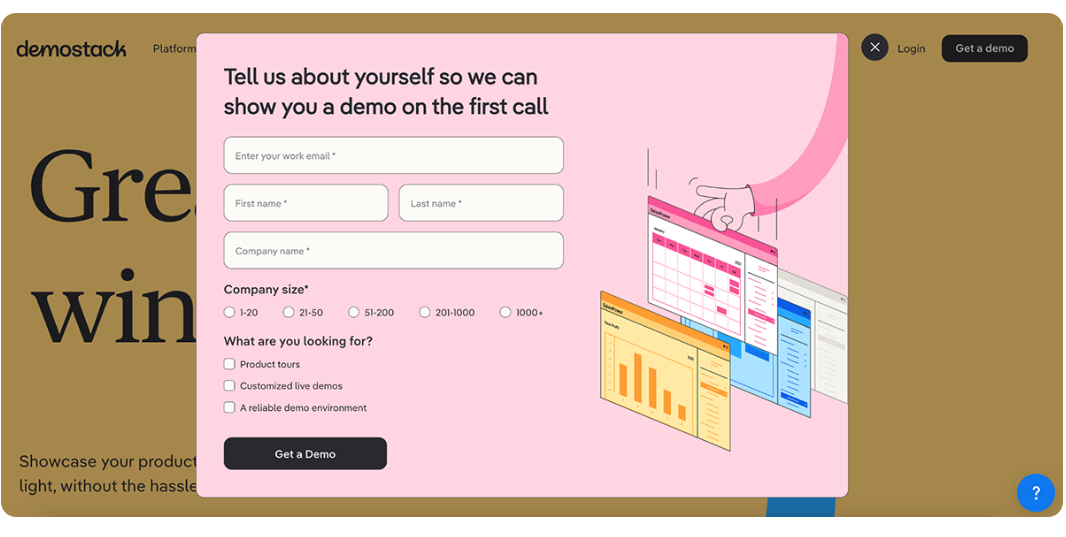 demostack
Platform
Login
Get a demo
Tell us about yourself so we can
show you a demo on the first call
Enter your work email *
First name *
Last name *
Company name *
Company size*
1-20
21-50
51-200
201-1000
1000+
What are you looking for?
Product tours
Customized live demos
A reliable demo environment
Get a Demo
Gre
win
Showcase your product
light, without the hassle
SalesPower
SalesPower
?